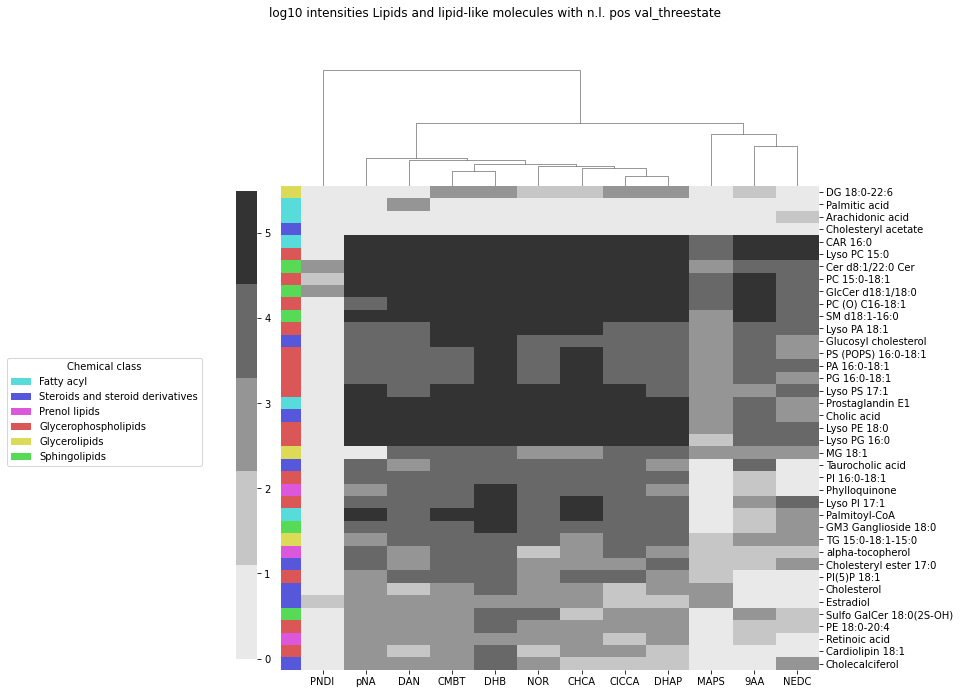 log10 intensities Lipids and lipid-like molecules with n.l. pos val_threestate
5
4
3
2
1
0
Chemical class
Fatty acyl
Steroids and steroid derivatives
Prenol lipids
Glycerophospholipids
Glycerolipids
Sphingolipids
DG 18:0-22:6
Palmitic acid
Arachidonic acid
Cholesteryl acetate
CAR 16:0
Lyso PC 15:0
Cer d8:1/22:0 Cer
PC 15:0-18:1
GlcCer d18:1/18:0
PC (O) C16-18:1
SM d18:1-16:0
Lyso PA 18:1
Glucosyl cholesterol
PS (POPS) 16:0-18:1
PA 16:0-18:1
PG 16:0-18:1
Lyso PS 17:1
Prostaglandin E1
Cholic acid
Lyso PE 18:0
Lyso PG 16:0
MG 18:1
Taurocholic acid
PI 16:0-18:1
Phylloquinone
Lyso PI 17:1
Palmitoyl-CoA
GM3 Ganglioside 18:0
TG 15:0-18:1-15:0
alpha-tocopherol
Cholesteryl ester 17:0
PI(5)P 18:1
Cholesterol
Estradiol
Sulfo GalCer 18:0(2S-OH)
PE 18:0-20:4
Retinoic acid
Cardiolipin 18:1
Cholecalciferol
PNDI pNA DAN CMBT DHB NOR CHCA ClCCA DHAP MAPS 9AA NEDC